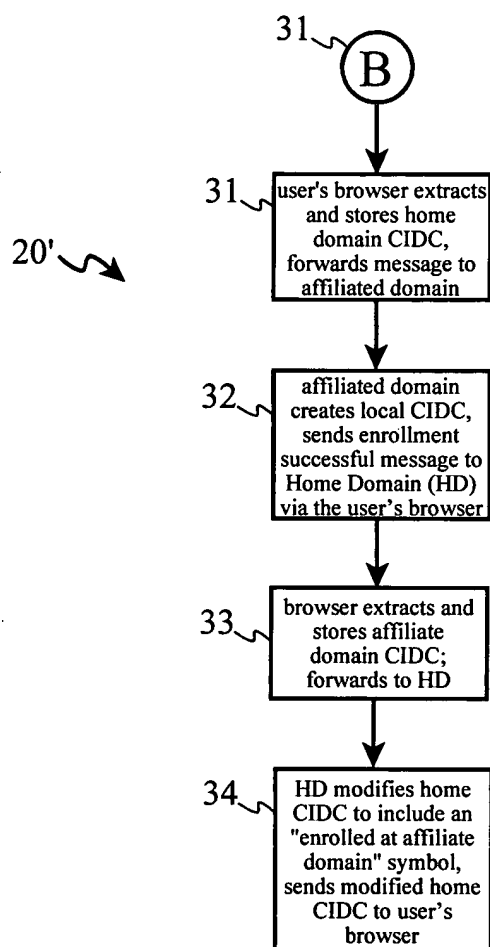 31
B
31
user's browser extracts
and stores home
domain CIDC,
forwards message to
affiliated domain
20'
32
affiliated domain
creates local CIDC,
sends enrollment
successful message to
Home Domain (HD)
via the user's browser
33
browser extracts and
stores affiliate
domain CIDC;
forwards to HD
34
HD modifies home
CIDC to include an
"enrolled at affiliate
domain" symbol,
sends modified home
CIDC to user's
browser